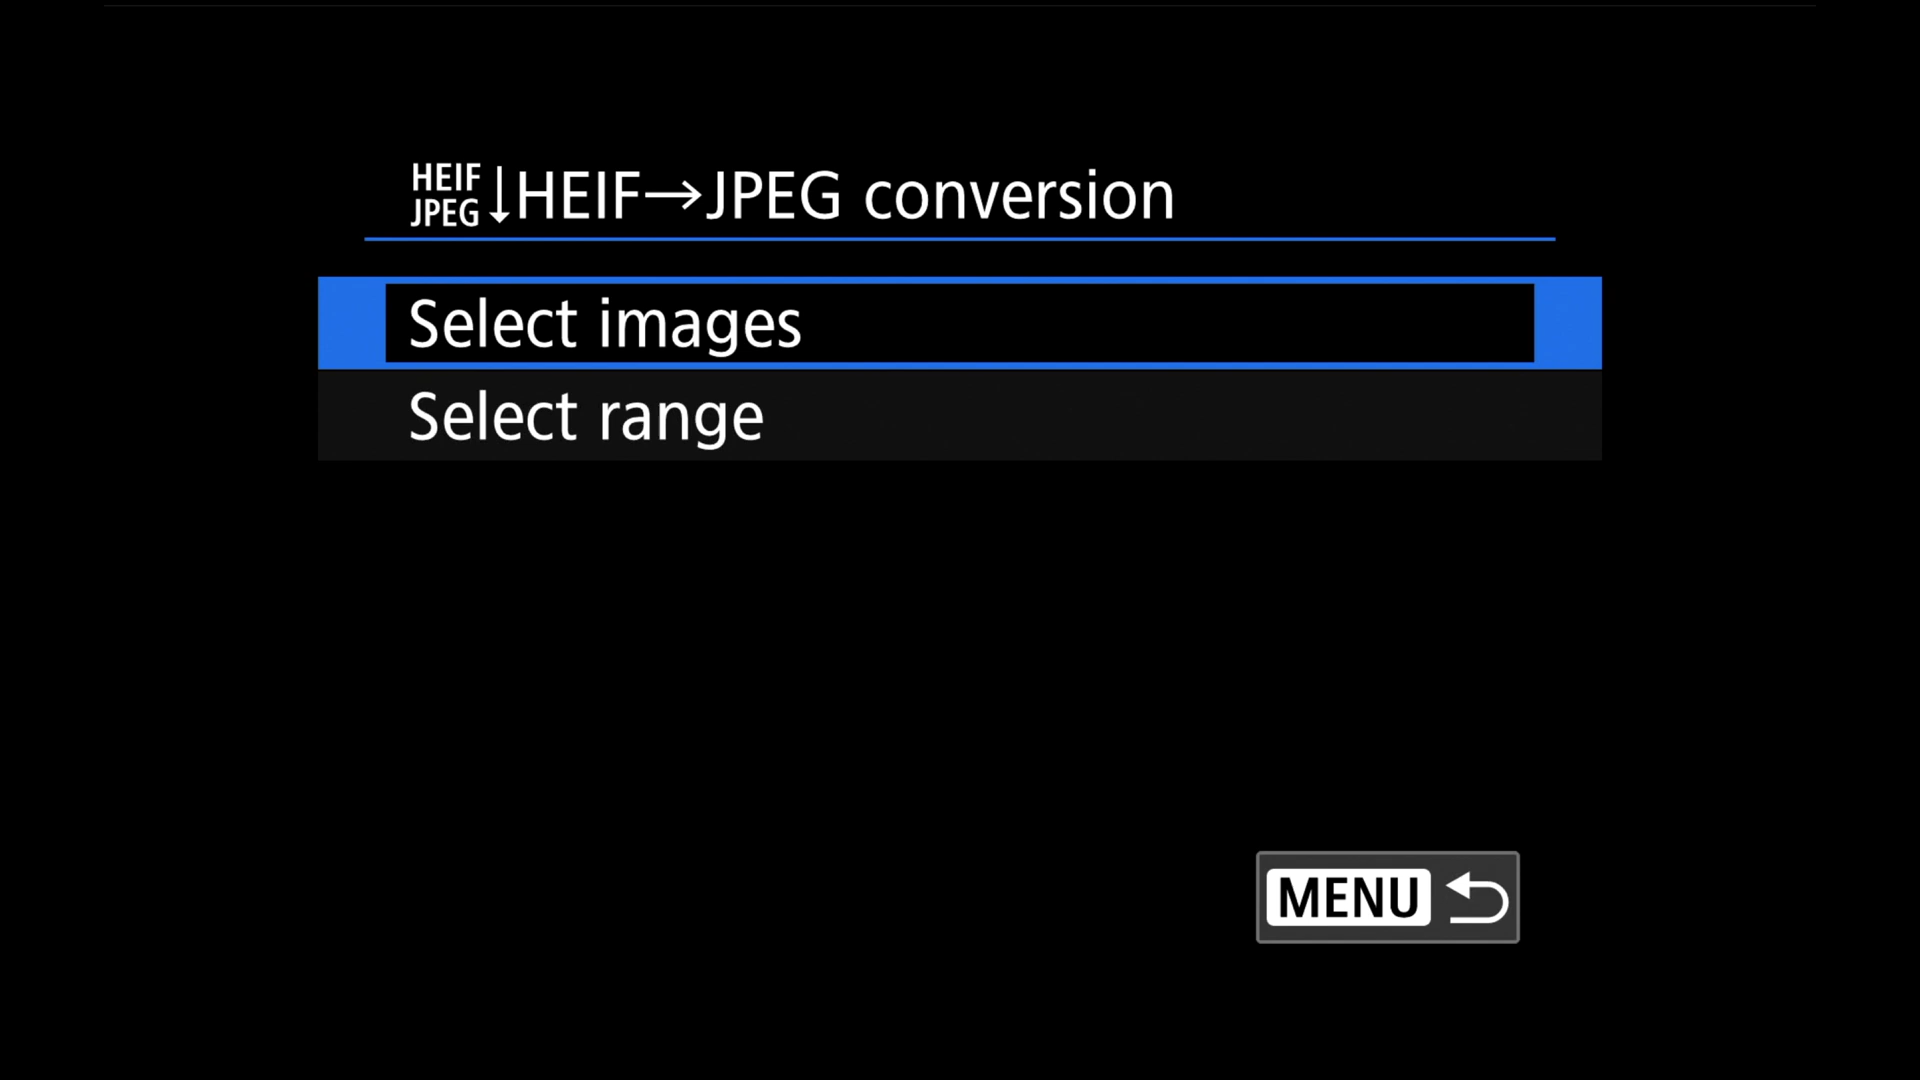 HEIF
JPEG ↓HEIF→JPEG conversion
Select images
Select range
MENU